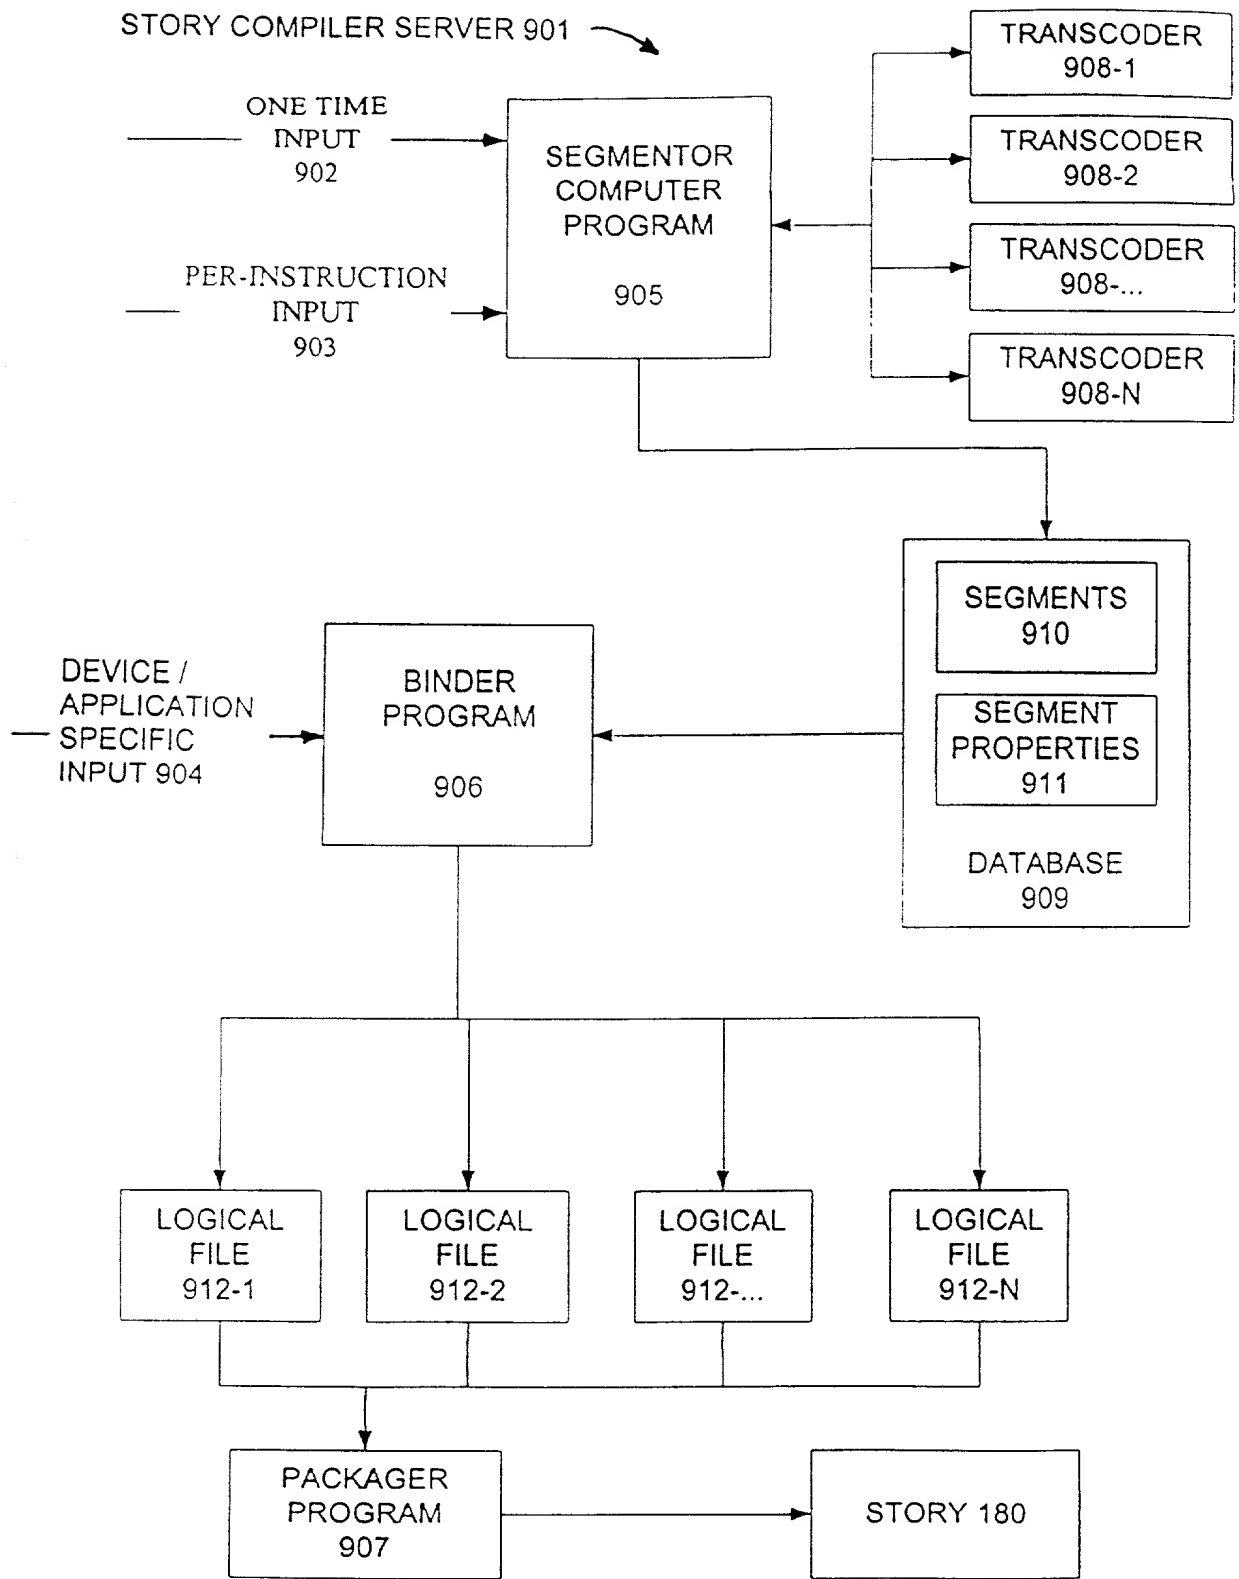 STORY COMPILER SERVER 901
ONE TIME
INPUT
902
PER-INSTRUCTION
INPUT
903
SEGMENTOR
COMPUTER
PROGRAM
905
TRANSCODER
908-1
TRANSCODER
908-2
TRANSCODER
908-...
TRANSCODER
908-N
SEGMENTS
910
SEGMENT
PROPERTIES
911
DATABASE
909
DEVICE /
APPLICATION
SPECIFIC
INPUT 904
BINDER
PROGRAM
906
LOGICAL
FILE
912-1
LOGICAL
FILE
912-2
LOGICAL
FILE
912-...
LOGICAL
FILE
912-N
PACKAGER
PROGRAM
907
STORY 180